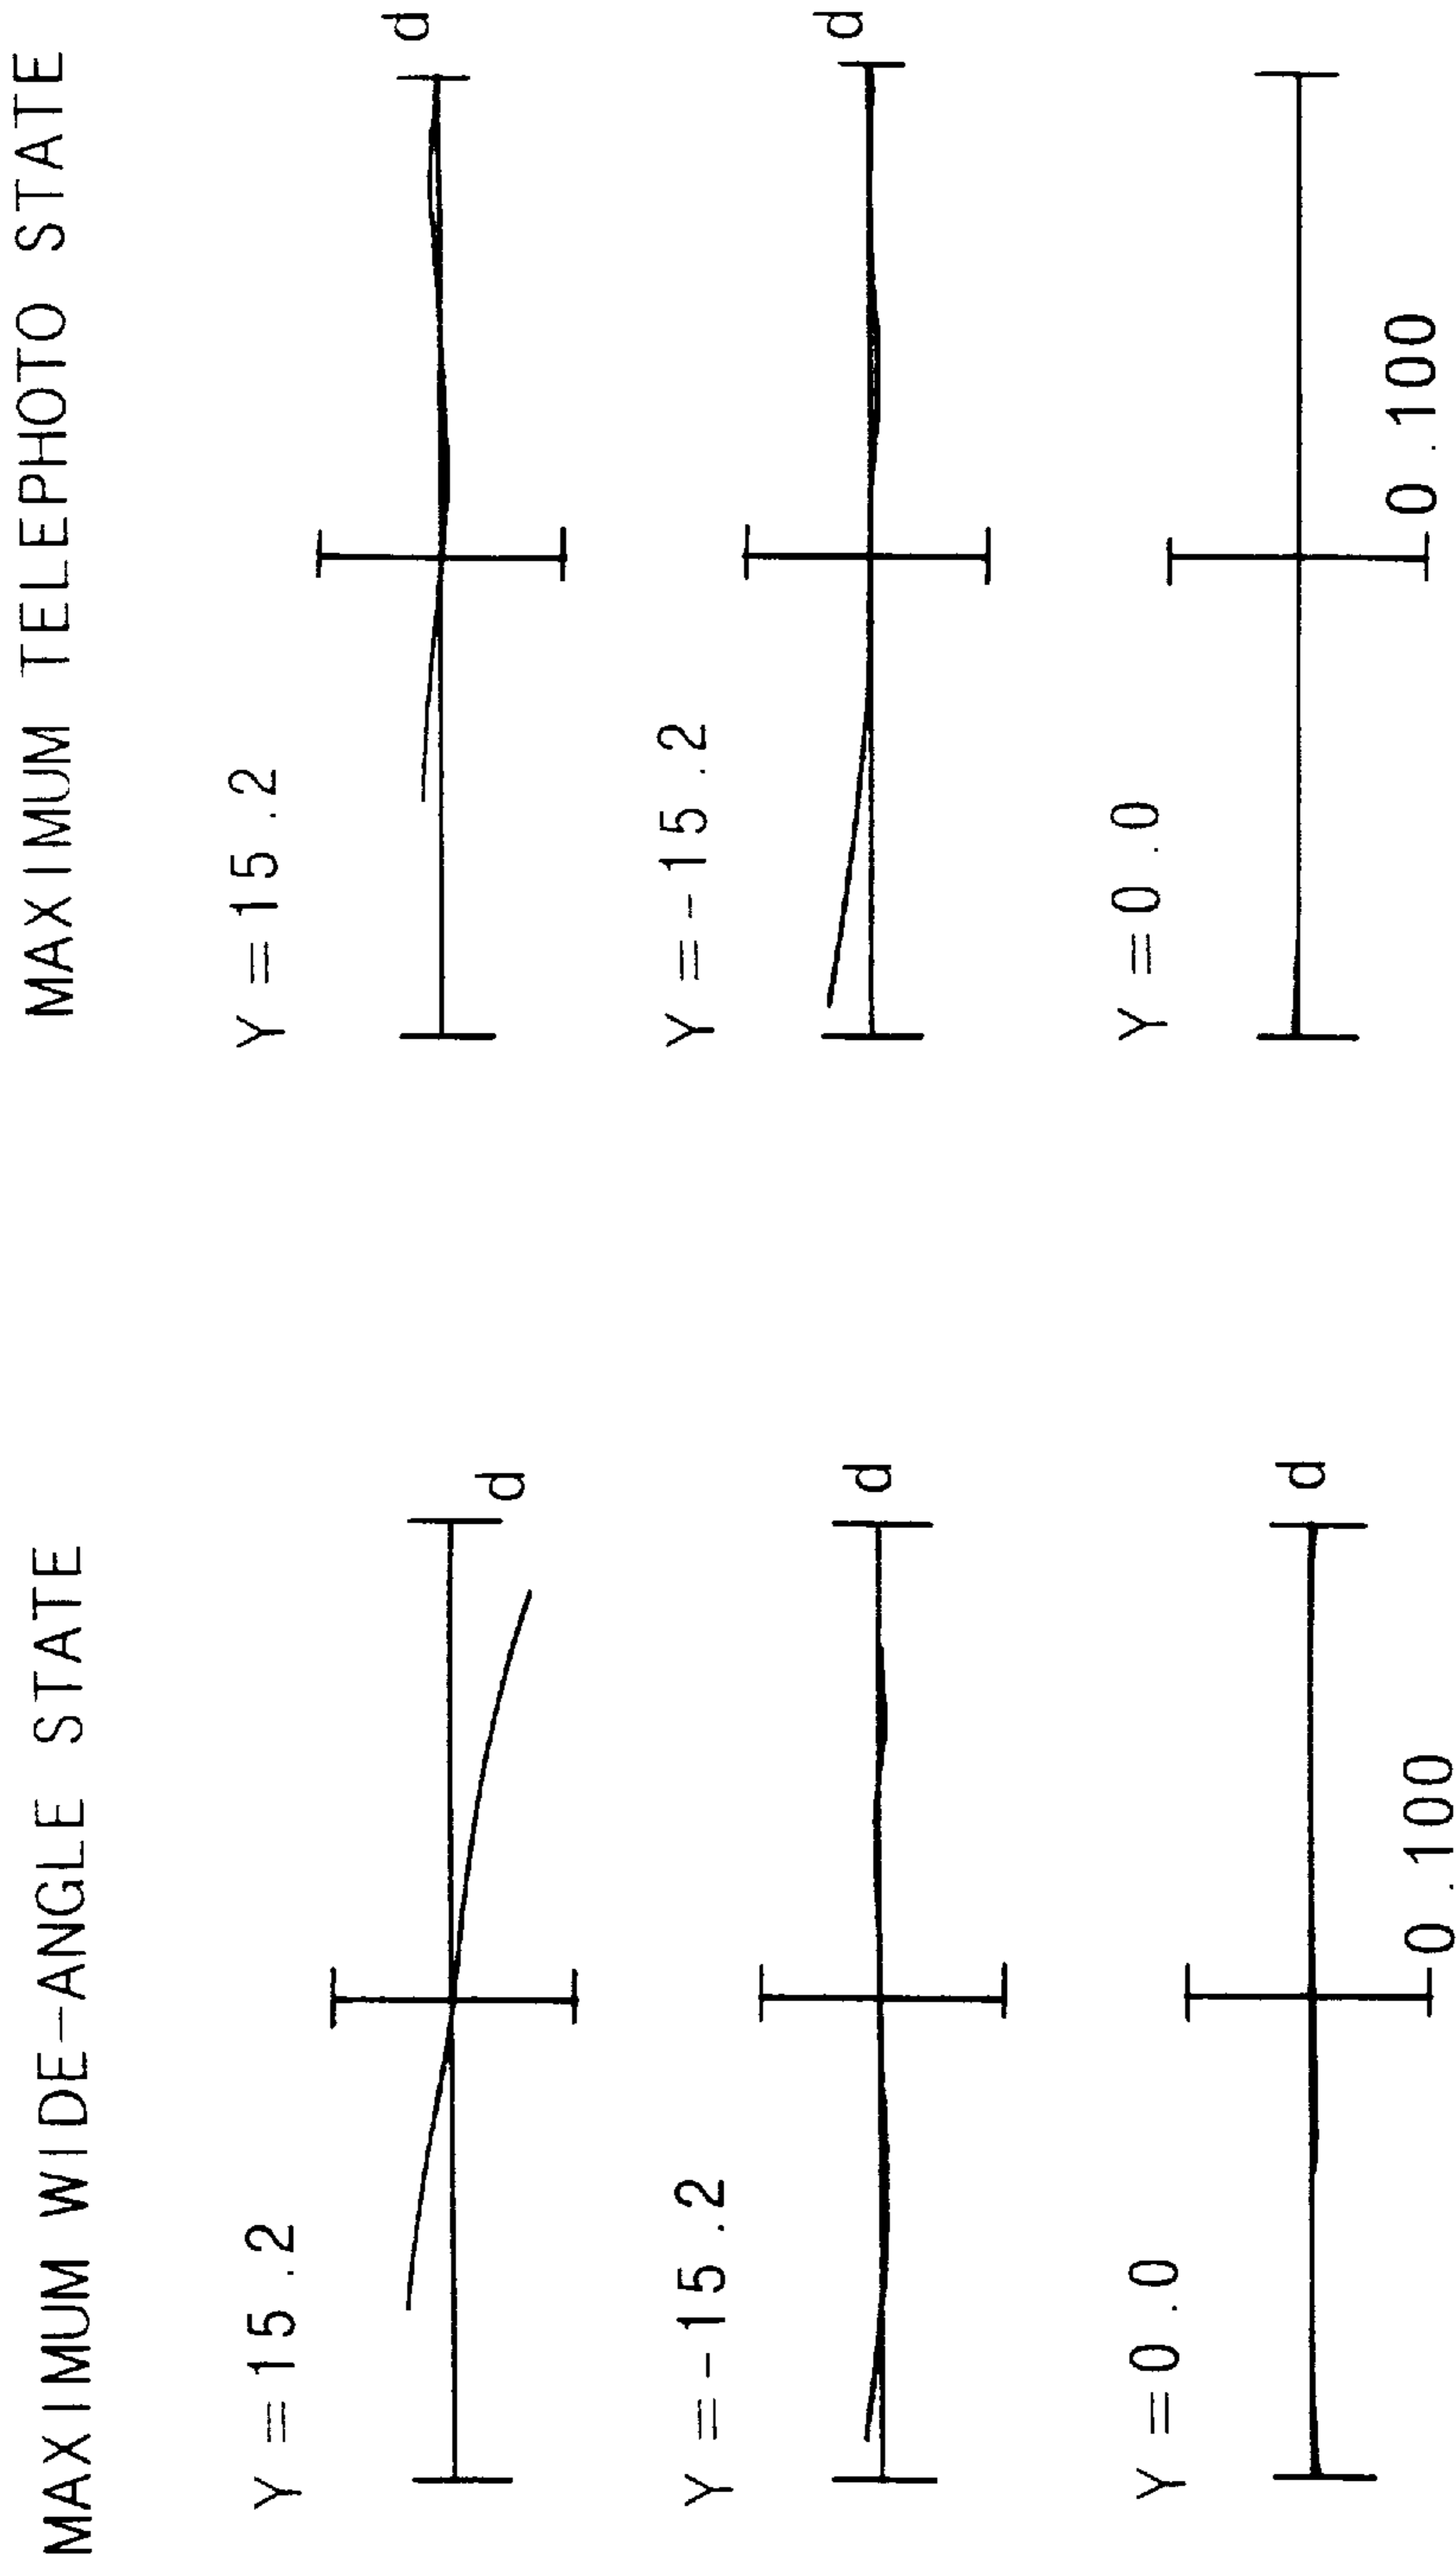 MAXIMUM WIDE-ANGLE STATE
Y=15.2
d
Y=-15.2
d
Y=0.0
d
0.100
MAXIMUM TELEPHOTO STATE
Y=15.2
d
Y=-15.2
d
Y=0.0
0.100